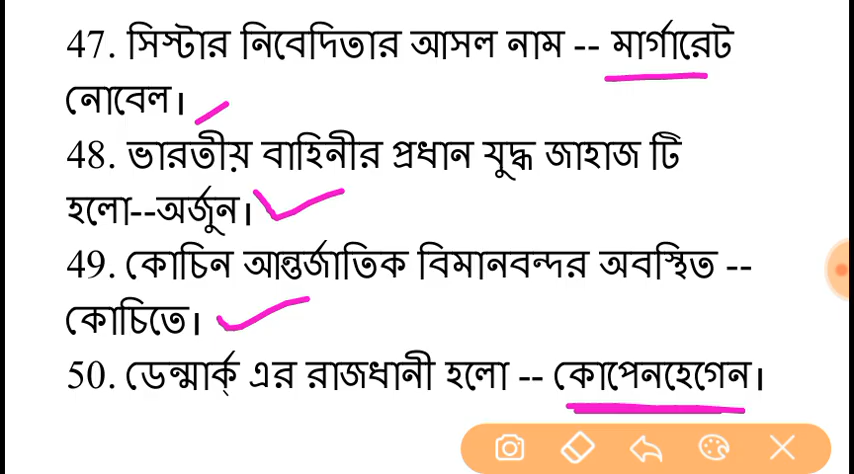 47. সিস্টার নিবেদিতার আসল নাম -- মার্গারেট
নোবেল।
48. ভারতীয় বাহিনীর প্রধান যুদ্ধ জাহাজ টি
হলো--অর্জুন।
49. কোচিন আন্তর্জাতিক বিমানবন্দর অবস্থিত --
কোচিতে।
50. ডেন্মার্ক্ এর রাজধানী হলো -- কোপেনহেগেন।